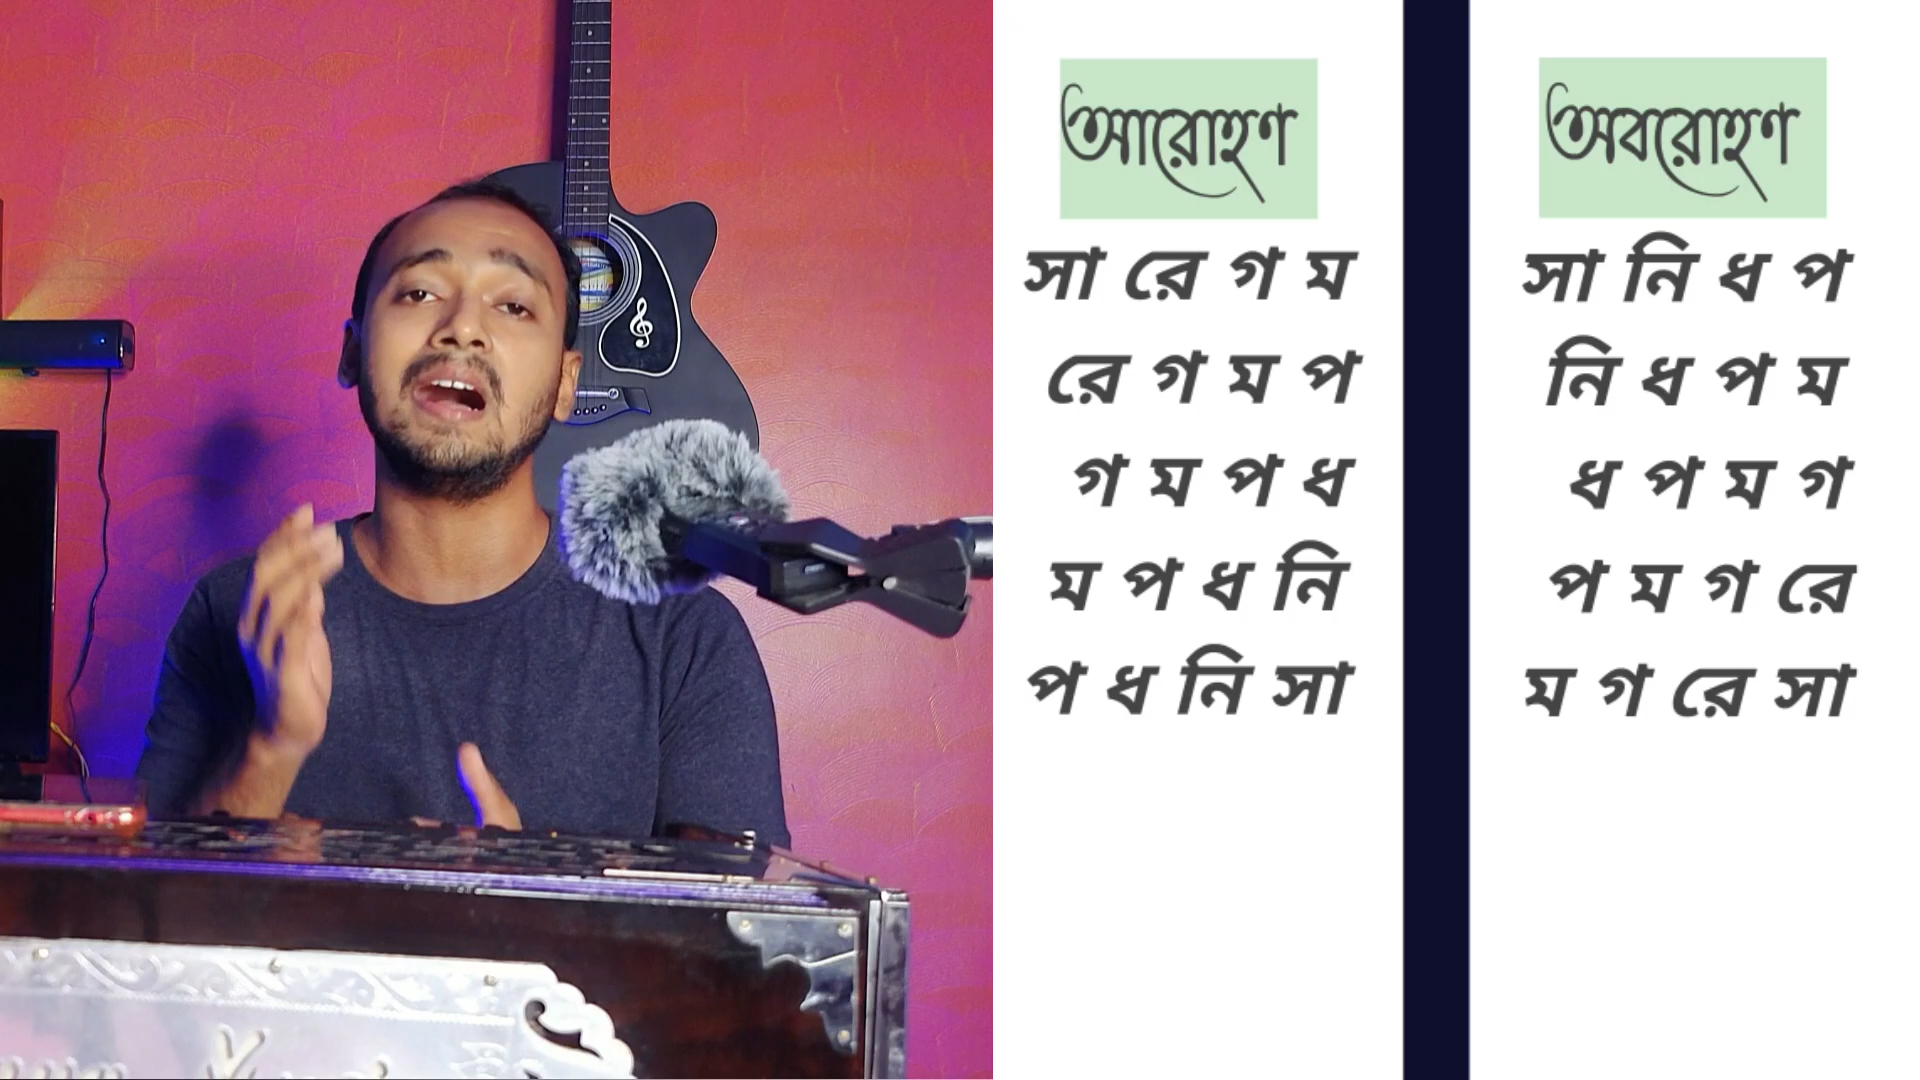 আরোহণ
সা রে গ ম
রে গ ম প
গ ম প ধ
ম প ধ নি
প ধ নি সা
অবরোহণ
সা নি ধ প
নি ধ প ম
ধ প ম গ
প ম গ রে
ম গ রে সা